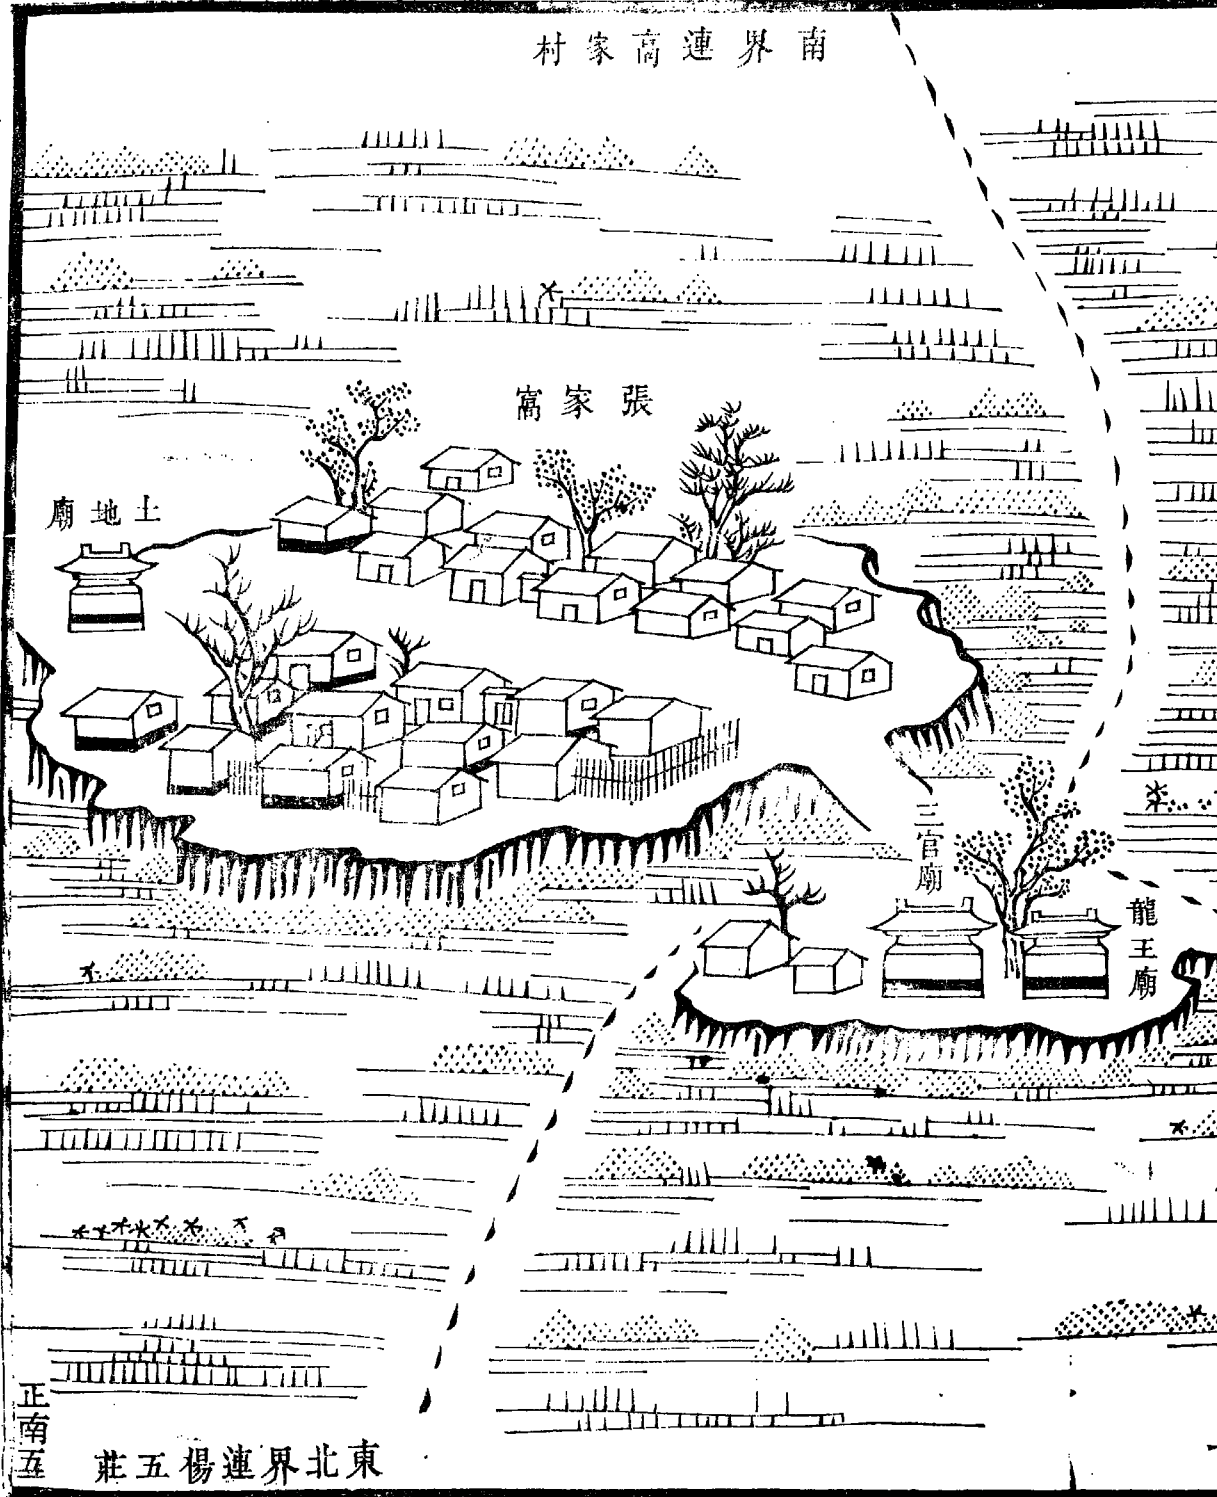 南界連高家村
張家窩
土地廟
三官廟
龍王廟
東北界連楊五莊
正南五